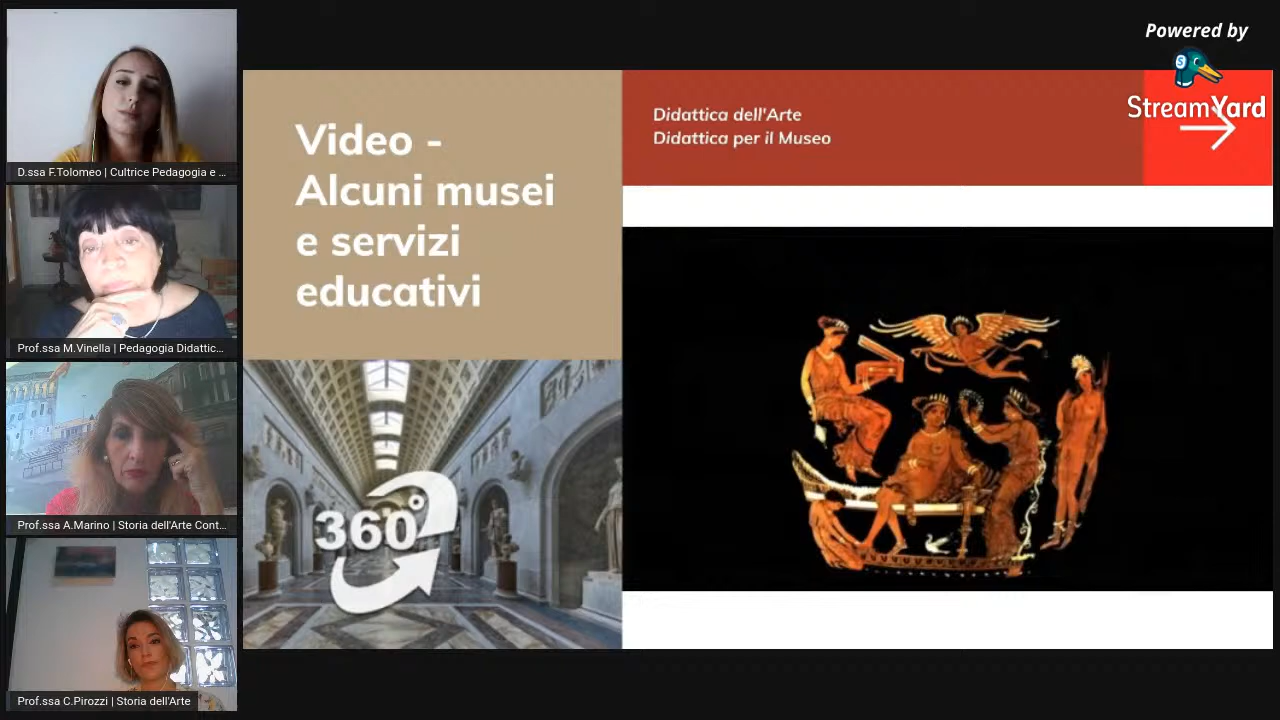 Powered by
StreamYard
D.ssa F.Tolomeo | Cultrice Pedagogia e ...
Prof.ssa M.Vinella | Pedagogia Didattic...
Prof.ssa A.Marino | Storia dell'Arte Cont...
Prof.ssa C.Pirozzi | Storia dell'Arte
Video -
Alcuni musei
e servizi
educativi
360°
Didattica dell'Arte
Didattica per il Museo